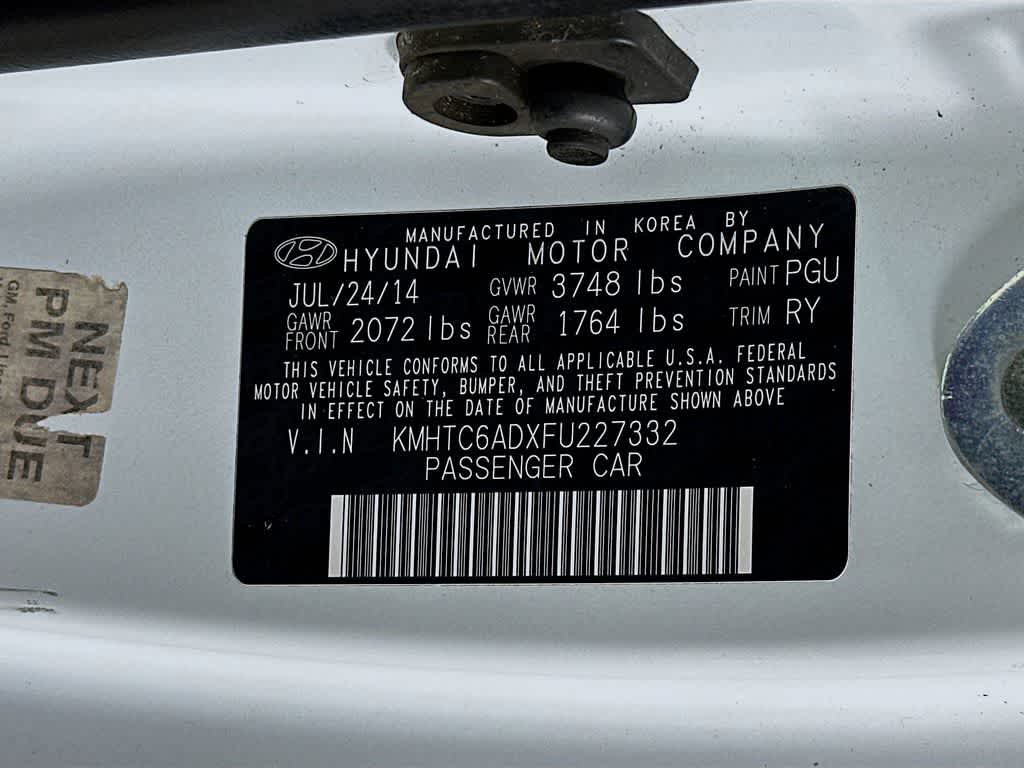 MANUFACTURED IN KOREA BY
HYUNDAI MOTOR COMPANY
JUL/24/14 GVWR 3748 lbs PAINT PGU
GAWR FRONT 2072 lbs GAWR REAR 1764 lbs TRIM RY
THIS VEHICLE CONFORMS TO ALL APPLICABLE U.S.A. FEDERAL
MOTOR VEHICLE SAFETY, BUMPER, AND THEFT PREVENTION STANDARDS
IN EFFECT ON THE DATE OF MANUFACTURE SHOWN ABOVE
V.I.N KMHTC6ADXFU227332
PASSENGER CAR
NEXT
PM DUE
GM, Ford